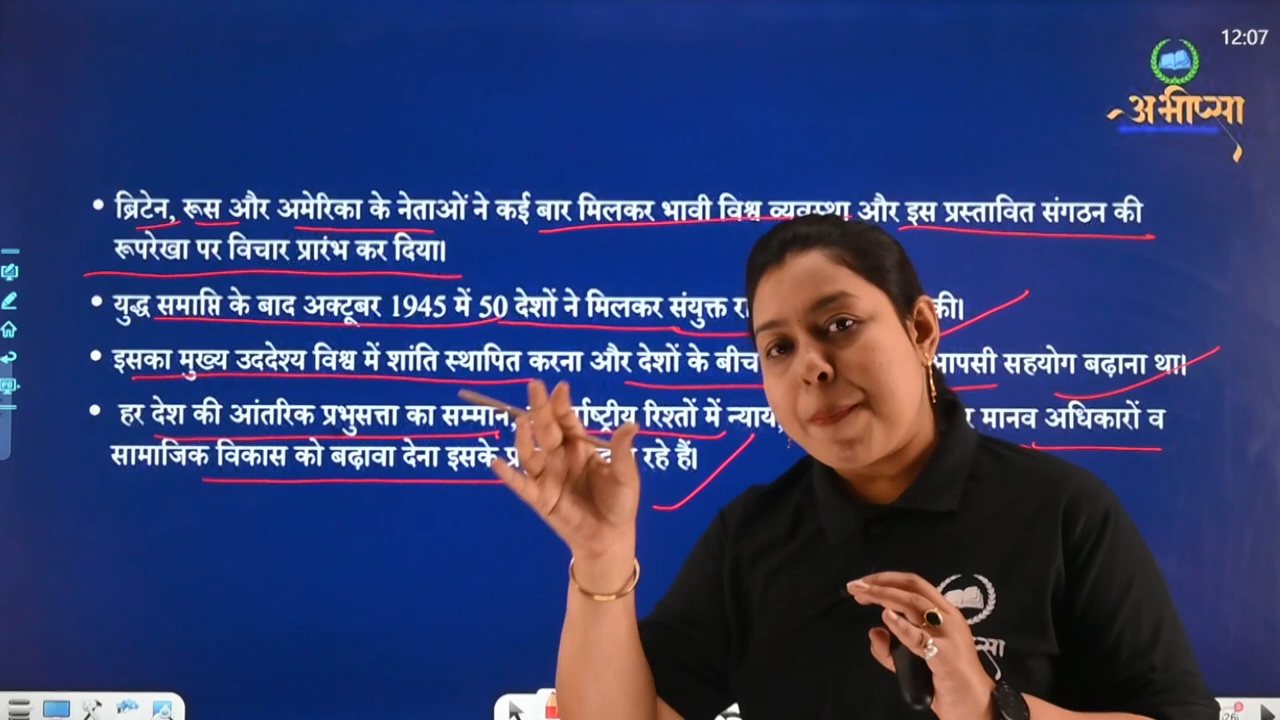 12:07
अभीप्सा
• ब्रिटेन, रूस और अमेरिका के नेताओं ने कई बार मिलकर भावी विश्व व्यवस्था और इस प्रस्तावित संगठन की
रूपरेखा पर विचार प्रारंभ कर दिया।
• युद्ध समाप्ति के बाद अक्टूबर 1945 में 50 देशों ने मिलकर संयुक्त की।
• इसका मुख्य उददेश्य विश्व में शांति स्थापित करना और देशों के बीच आपसी सहयोग बढ़ाना था।
• हर देश की आंतरिक प्रभुसत्ता का सम्मान, रिश्तों में न्याय, मानव अधिकारों व
सामाजिक विकास को बढ़ावा देना इसके रहे हैं।